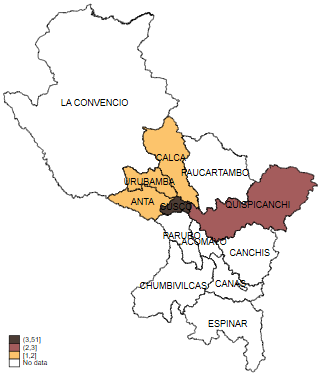 LA CONVENCIO
CALCA
PAUCARTAMBO
URUBAMBA
ANTA
CUSCO
QUISPICANCHI
PARURO
ACOMAYO
CANCHIS
CHUMBIVILCAS
CANAS
ESPINAR
(3,51]
(2,3]
[1,2]
No data